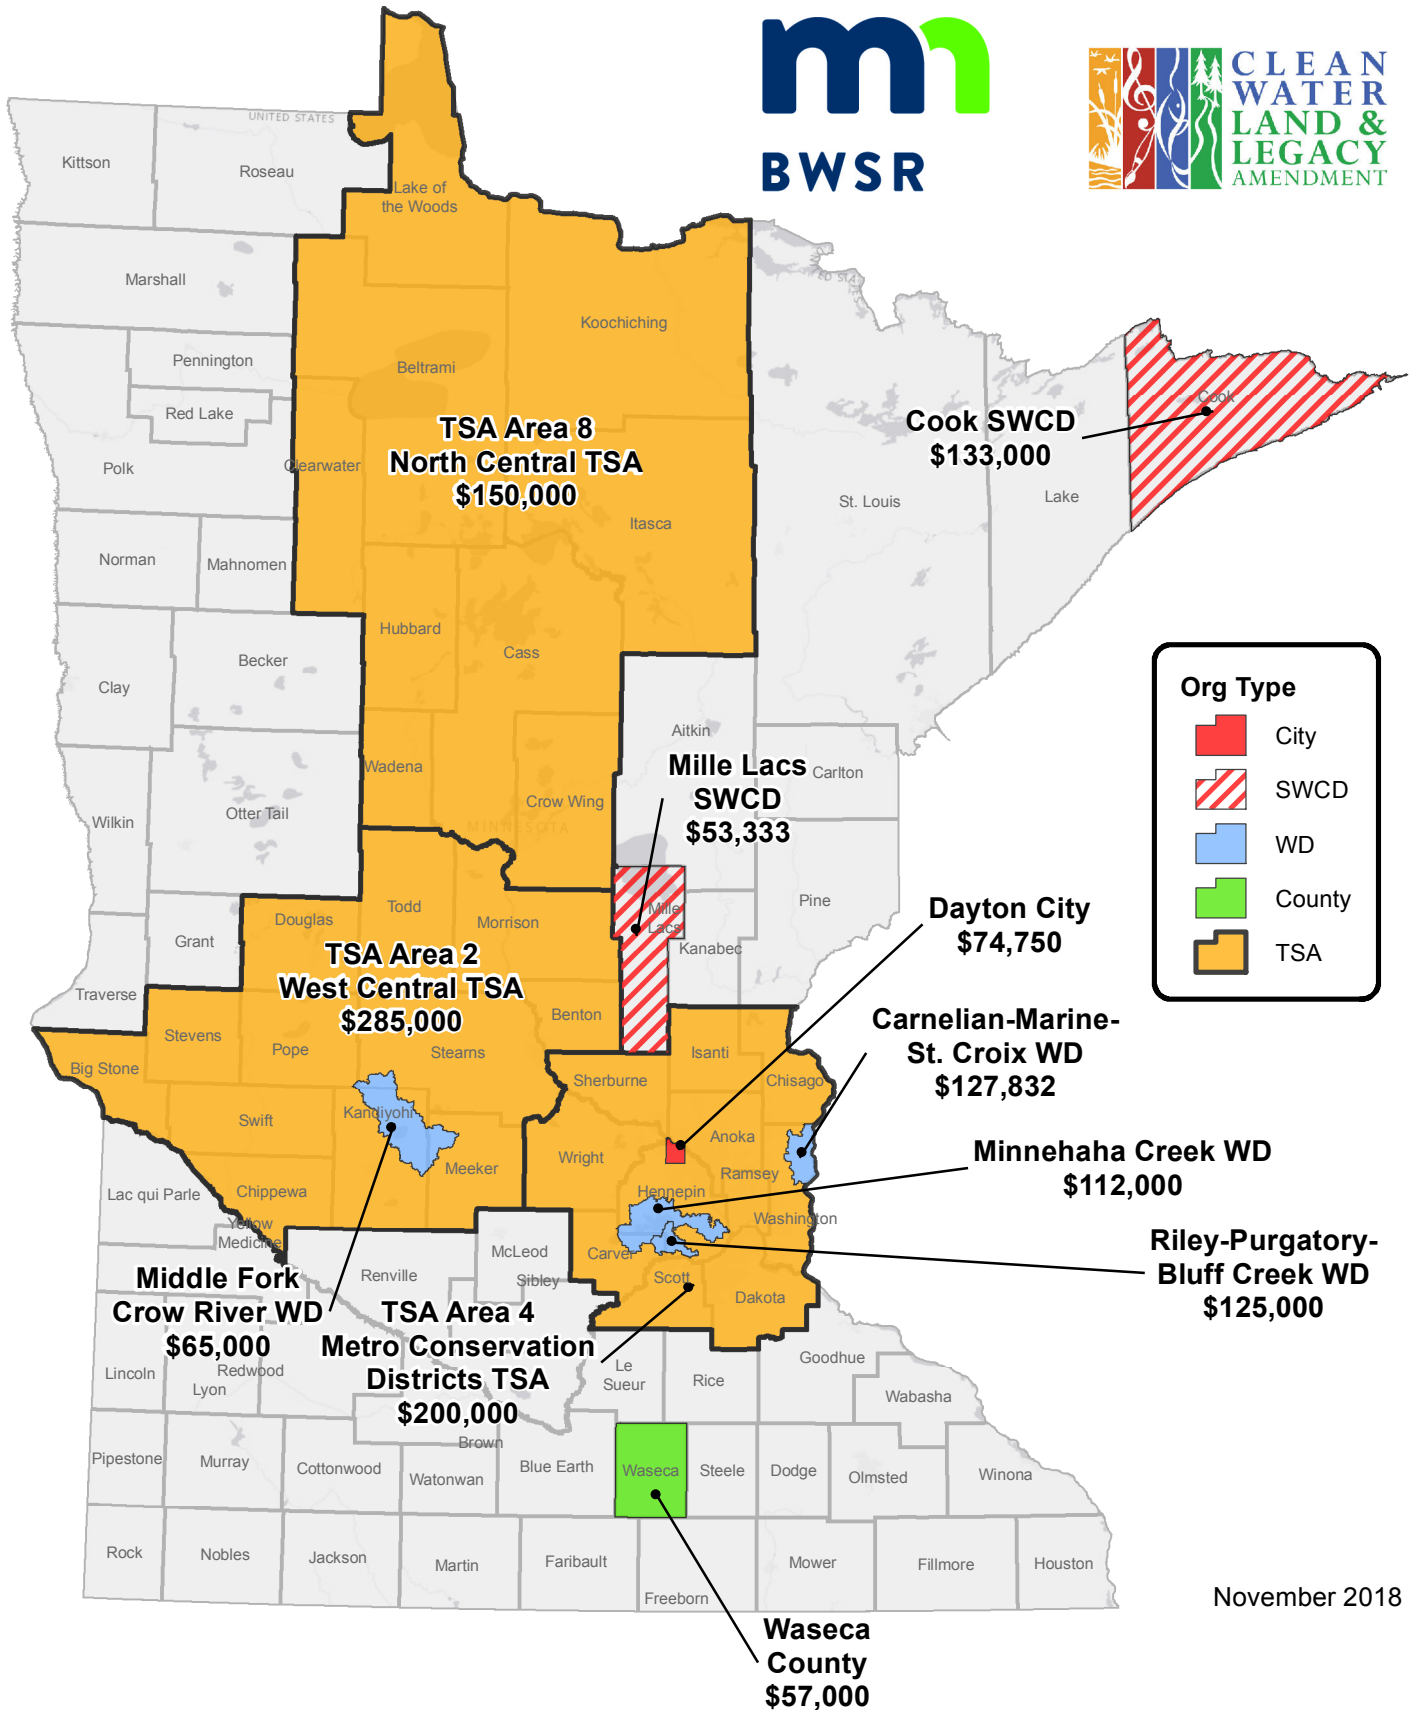 BWSR
CLEAN
WATER
LAND &
LEGACY
AMENDMENT
UNITED STATES
Kittson
Roseau
Lake of
the Woods
Marshall
Koochiching
Pennington
Beltrami
Red Lake
Cook
Cook SWCD
$133,000
TSA Area 8
North Central TSA
$150,000
Clearwater
Polk
Itasca
St. Louis
Lake
Norman
Mahnomen
Hubbard
Cass
Becker
Clay
Org Type
City
SWCD
WD
County
TSA
Aitkin
Wadena
Mille Lacs
SWCD
$53,333
Carlton
Crow Wing
MINNESOTA
Otter Tail
Wilkin
Pine
Todd
Douglas
Morrison
Mille
Lacs
Dayton City
$74,750
Grant
Kanabec
TSA Area 2
West Central TSA
$285,000
Traverse
Benton
Stevens
Pope
Stearns
Isanti
Carnelian-Marine-
St. Croix WD
$127,832
Big Stone
Sherburne
Chisago
Kandiyohi
Swift
Anoka
Wright
Meeker
Ramsey
Minnehaha Creek WD
$112,000
Lac qui Parle
Chippewa
Hennepin
Washington
Yellow
Medicine
McLeod
Carver
Riley-Purgatory-
Bluff Creek WD
$125,000
Renville
Sibley
Scott
Dakota
Middle Fork
Crow River WD
$65,000
TSA Area 4
Metro Conservation
Districts TSA
$200,000
Goodhue
Lincoln
Redwood
Lyon
Le
Sueur
Rice
Wabasha
Brown
Pipestone
Murray
Cottonwood
Watonwan
Blue Earth
Waseca
Steele
Dodge
Olmsted
Winona
Rock
Nobles
Jackson
Martin
Faribault
Freeborn
Mower
Fillmore
Houston
November 2018
Waseca
County
$57,000